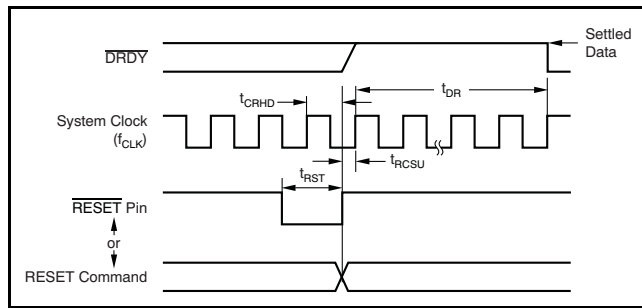 Settled
Data
DRDY
tCRHD
tDR
System Clock
(fCLK)
tRCSU
tRST
RESET Pin
or
RESET Command